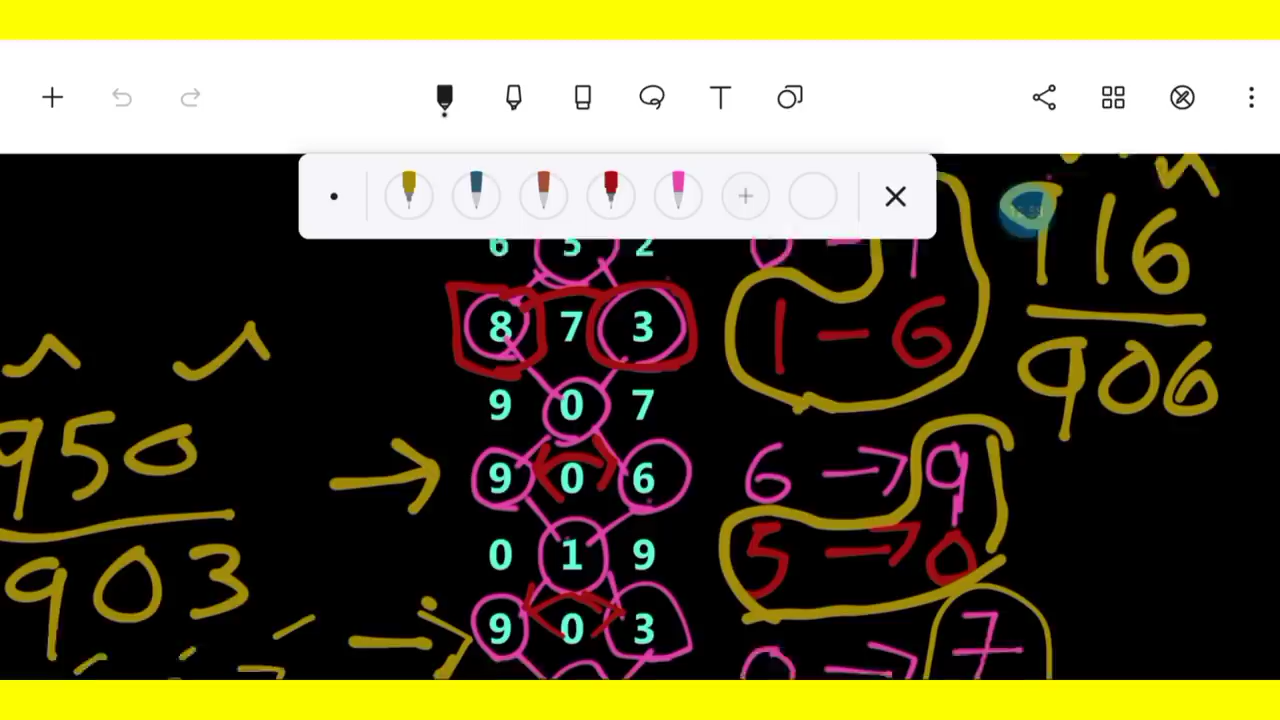 6 5 2
8 7 3
9 0 7
9 0 6
0 1 9
9 0 3
950
903
1 - 6
6 → 9
5 → 0
7
116
906